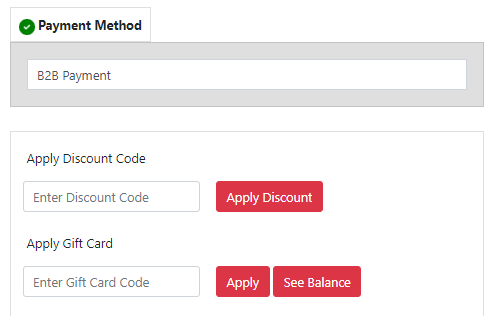 Payment Method
B2B Payment
Apply Discount Code
Enter Discount Code Apply Discount
Apply Gift Card
Enter Gift Card Code Apply See Balance